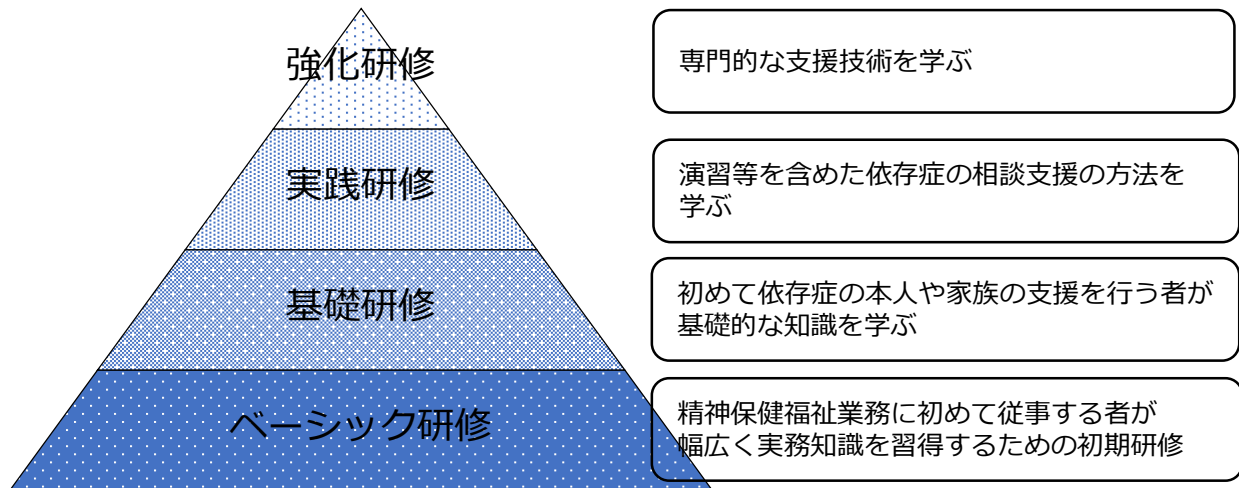 強化研修
専門的な支援技術を学ぶ
実践研修
演習等を含めた依存症の相談支援の方法を
学ぶ
基礎研修
初めて依存症の本人や家族の支援を行う者が
基礎的な知識を学ぶ
ベーシック研修
精神保健福祉業務に初めて従事する者が
幅広く実務知識を習得するための初期研修